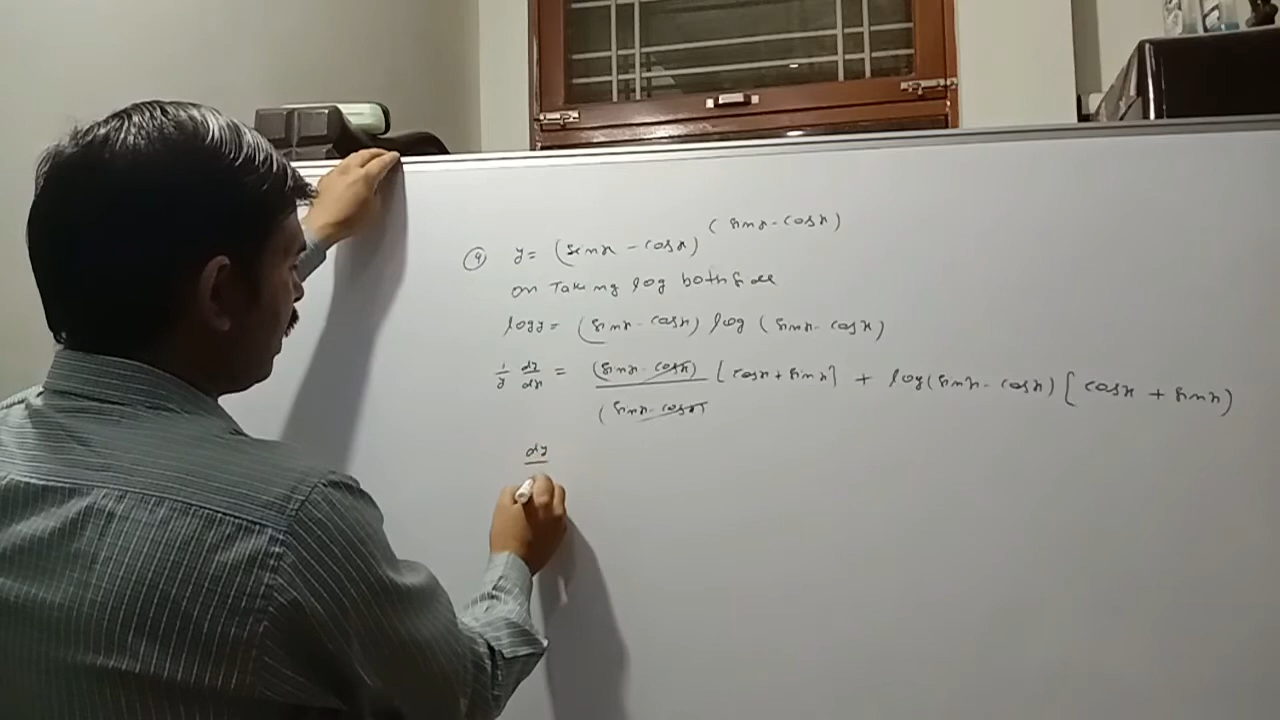 (sinx - cosx)
9 y = (sinx - cosx)
on Taking log both side
log y = (sinx - cosx) log (sinx - cosx)
1/y dy/dx = (sinx - cosx)/(sinx - cosx) [cosx + sinx] + log(sinx - cosx) [cosx + sinx)
dy